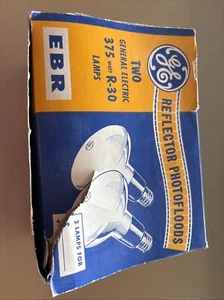 GE
REFLECTOR PHOTOFLOODS
TWO
GENERAL ELECTRIC
375 WATT R-30
LAMPS
EBR
2 LAMPS FOR